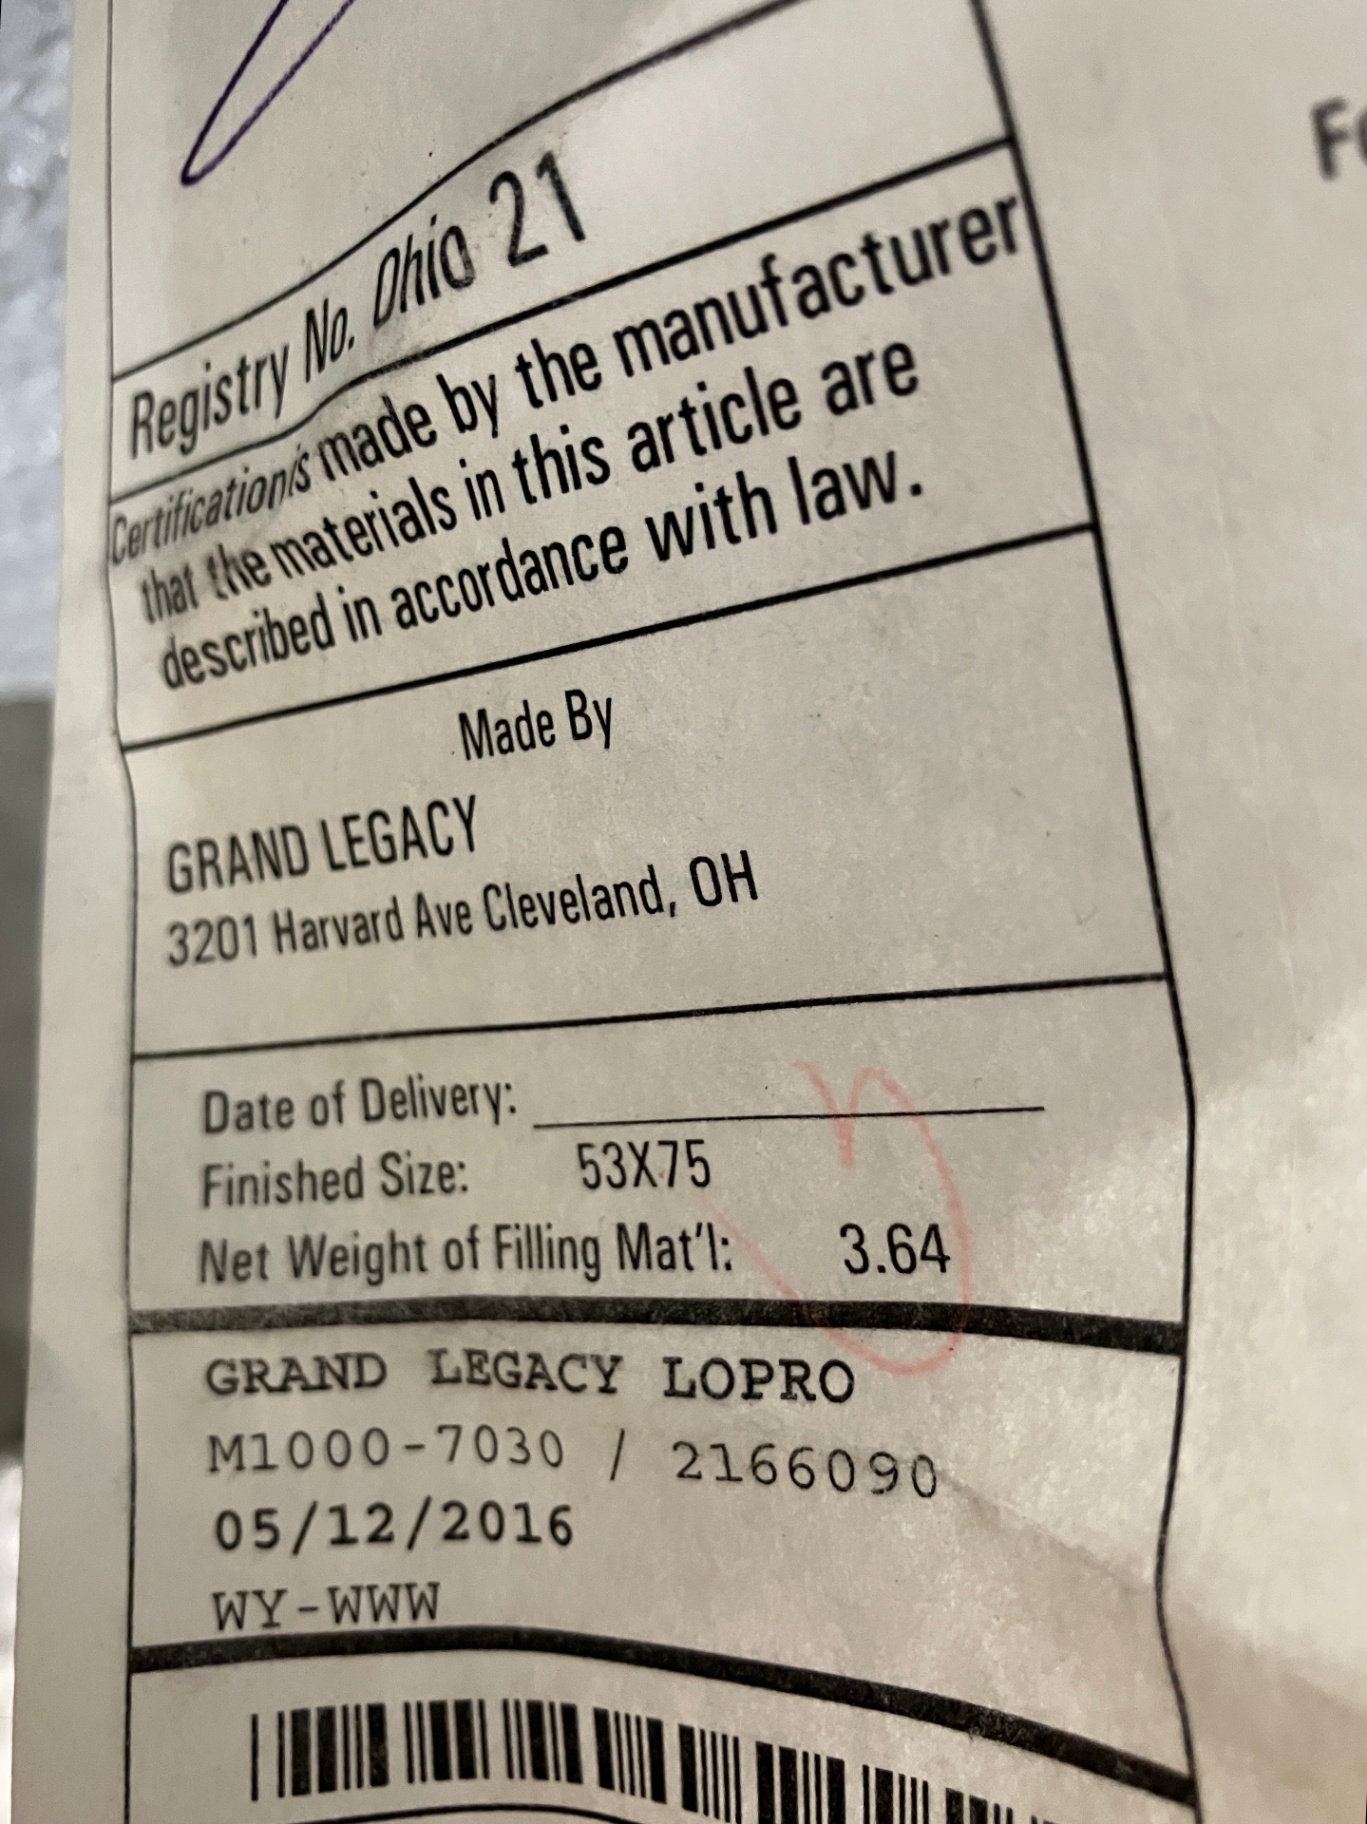 Fo
Registry No. Ohio 21
Certification is made by the manufacturer
that the materials in this article are
described in accordance with law.
Made By
GRAND LEGACY
3201 Harvard Ave Cleveland, OH
Date of Delivery:
Finished Size: 53X75
Net Weight of Filling Mat'l: 3.64
GRAND LEGACY LOPRO
M1000-7030 / 2166090
05/12/2016
WY-WWW